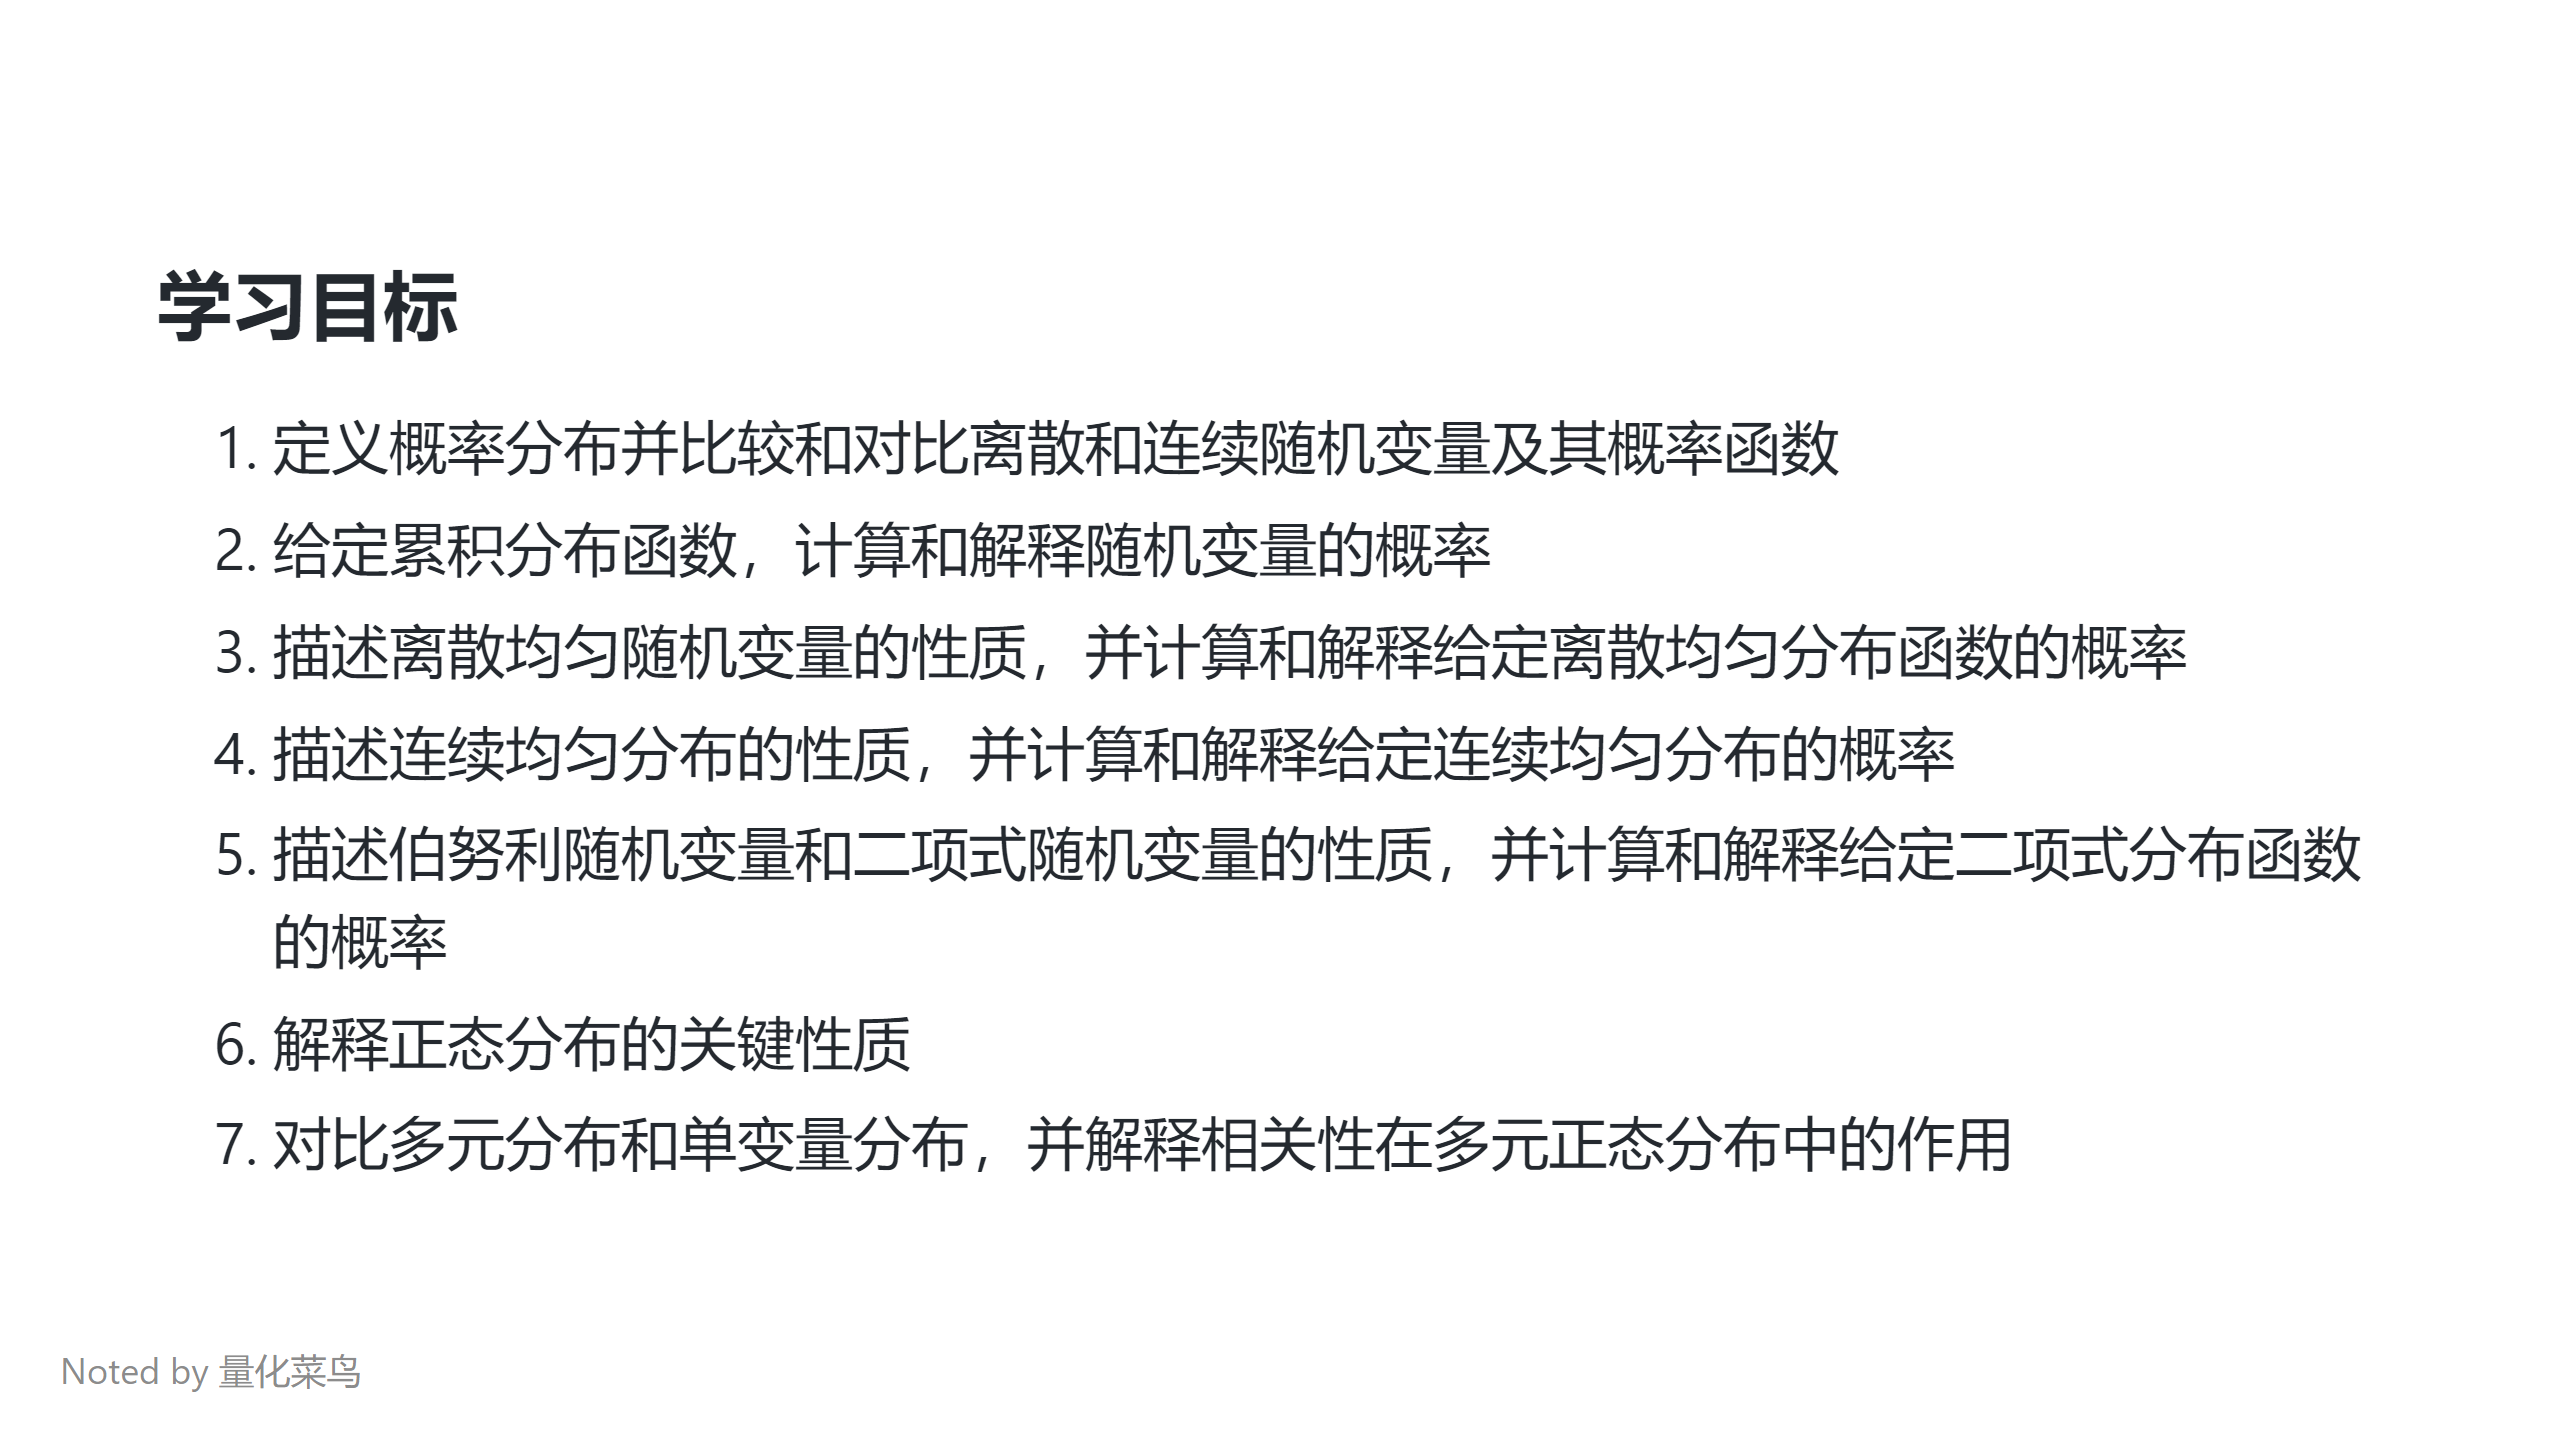 学习目标
1. 定义概率分布并比较和对比离散和连续随机变量及其概率函数
2. 给定累积分布函数，计算和解释随机变量的概率
3. 描述离散均匀随机变量的性质，并计算和解释给定离散均匀分布函数的概率
4. 描述连续均匀分布的性质，并计算和解释给定连续均匀分布的概率
5. 描述伯努利随机变量和二项式随机变量的性质，并计算和解释给定二项式分布函数
的概率
6. 解释正态分布的关键性质
7. 对比多元分布和单变量分布，并解释相关性在多元正态分布中的作用
Noted by 量化菜鸟